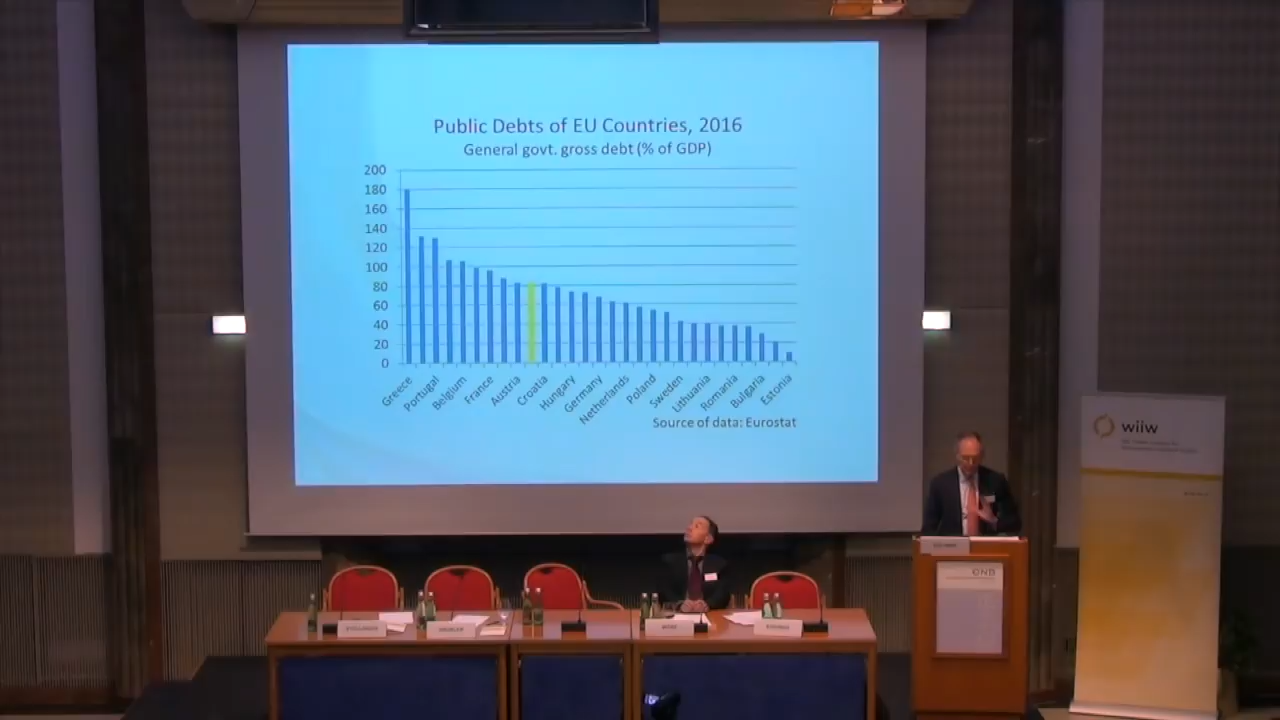 Public Debts of EU Countries, 2016
General govt. gross debt (% of GDP)
200
180
160
140
120
100
80
60
40
20
0
Greece
Portugal
Belgium
France
Austria
Croatia
Hungary
Germany
Netherlands
Poland
Sweden
Lithuania
Romania
Bulgaria
Estonia
Source of data: Eurostat
wiiw